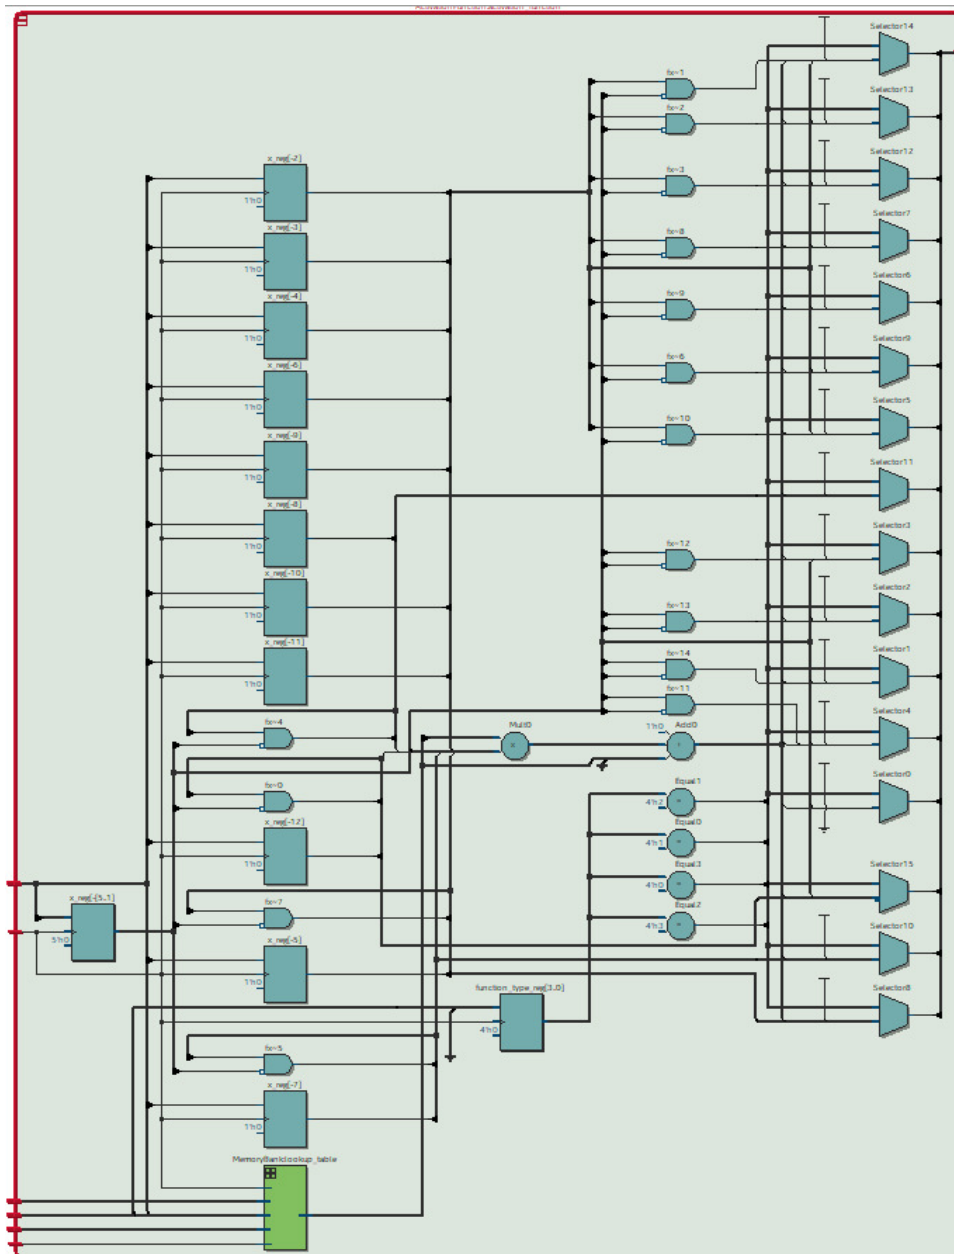 ActivationFunction:activation_function
Selector14
fx~1
Selector13
fx~2
x_reg[-2]
Selector12
fx~3
1'h0
x_reg[-3]
Selector7
fx~8
1'h0
x_reg[-4]
Selector6
fx~9
1'h0
x_reg[-6]
Selector9
fx~6
1'h0
x_reg[-9]
Selector5
fx~10
1'h0
x_reg[-8]
Selector11
1'h0
x_reg[-10]
Selector3
fx~12
1'h0
x_reg[-11]
Selector2
fx~13
1'h0
Selector1
fx~14
fx~11
fx~4
Mult0
1'h0
Add0
Selector4
x
+
fx~0
Equal1
Selector0
4'h2
=
x_reg[-12]
Equal0
4'h1
=
1'h0
Equal3
Selector15
4'h0
=
x_reg[-(5..1)]
fx~7
Equal2
4'h3
=
Selector10
5'h0
x_reg[-5]
1'h0
function_type_reg[3..0]
Selector8
4'h0
fx~5
x_reg[-7]
1'h0
MemoryBank:lookup_table